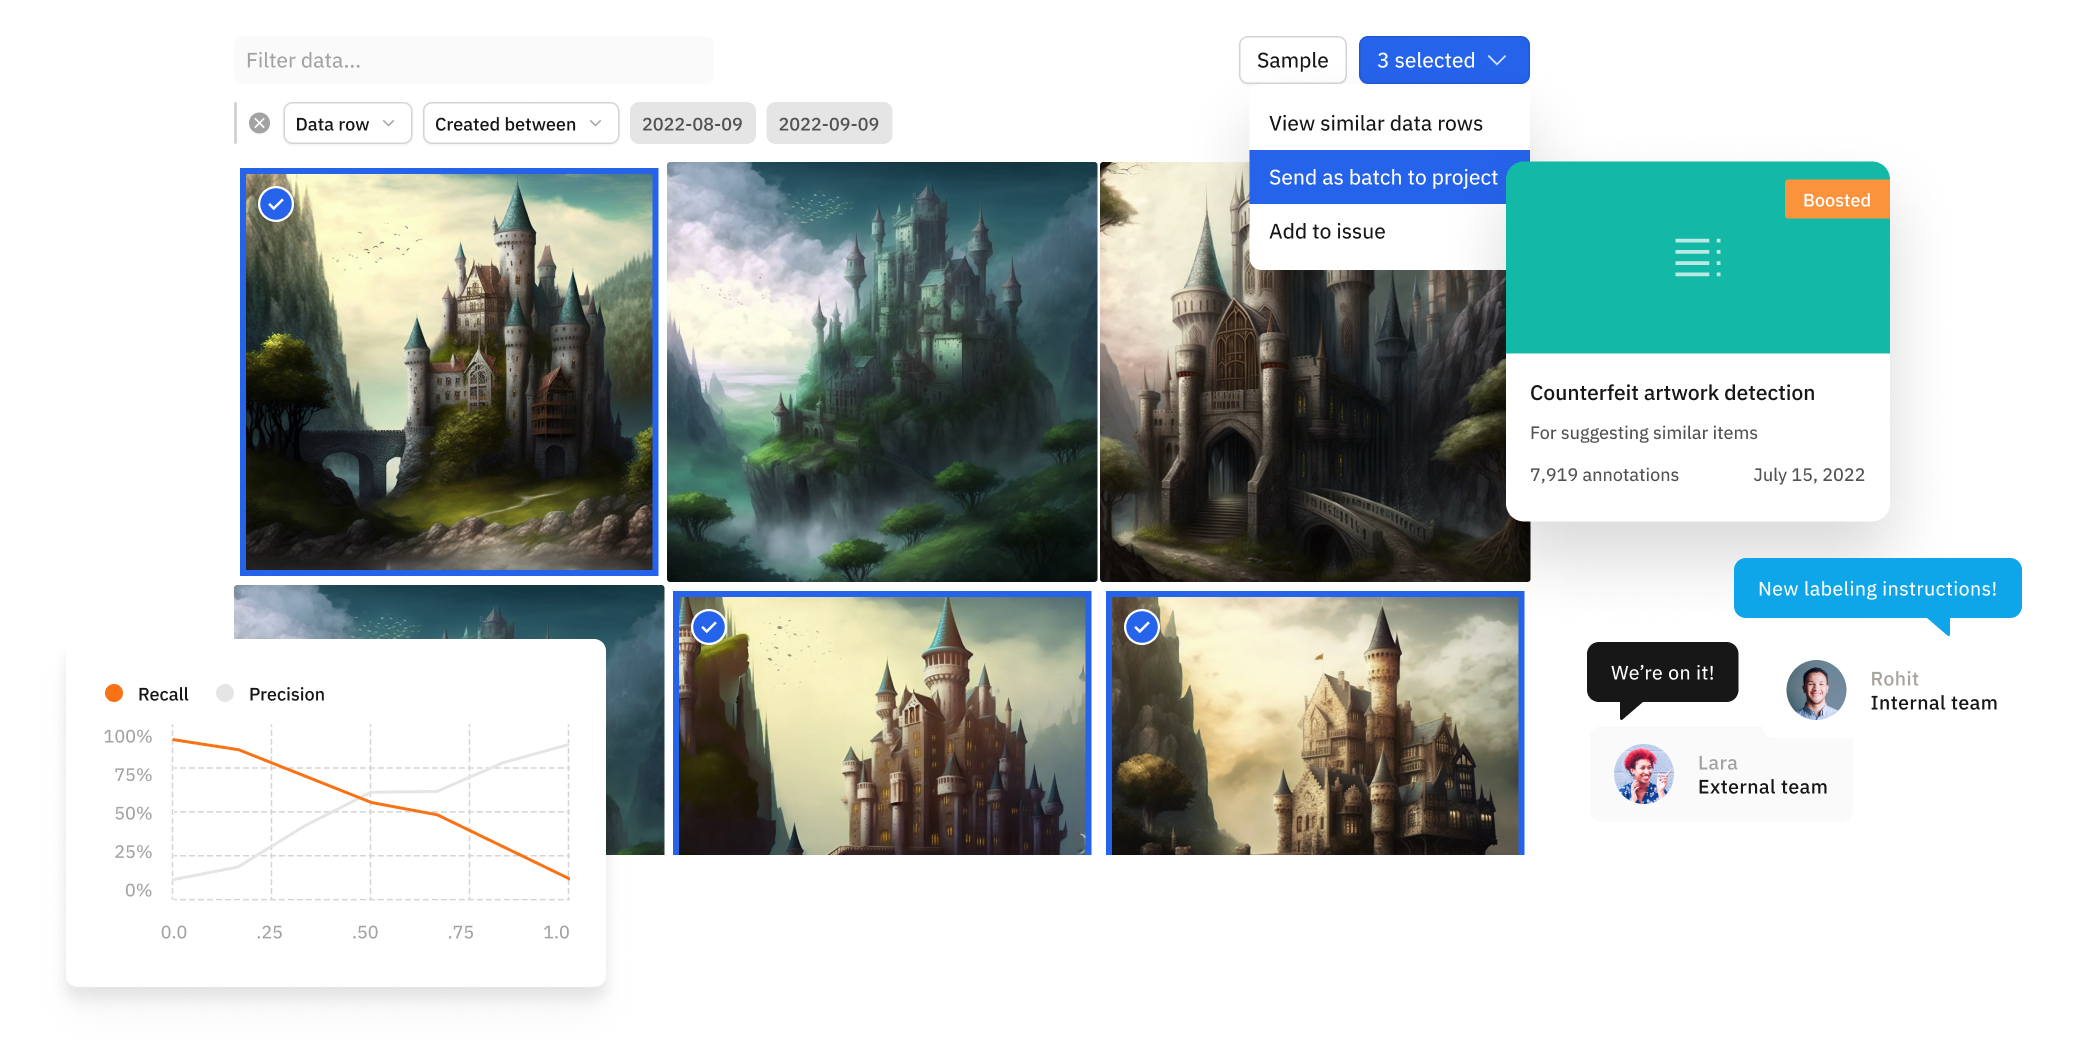 Filter data...
Sample
3 selected
Data row
Created between
2022-08-09
2022-09-09
View similar data rows
Send as batch to project
Add to issue
Boosted
Counterfeit artwork detection
For suggesting similar items
7,919 annotations
July 15, 2022
New labeling instructions!
We’re on it!
Rohit
Internal team
Lara
External team
Recall
Precision
100%
75%
50%
25%
0%
0.0
.25
.50
.75
1.0